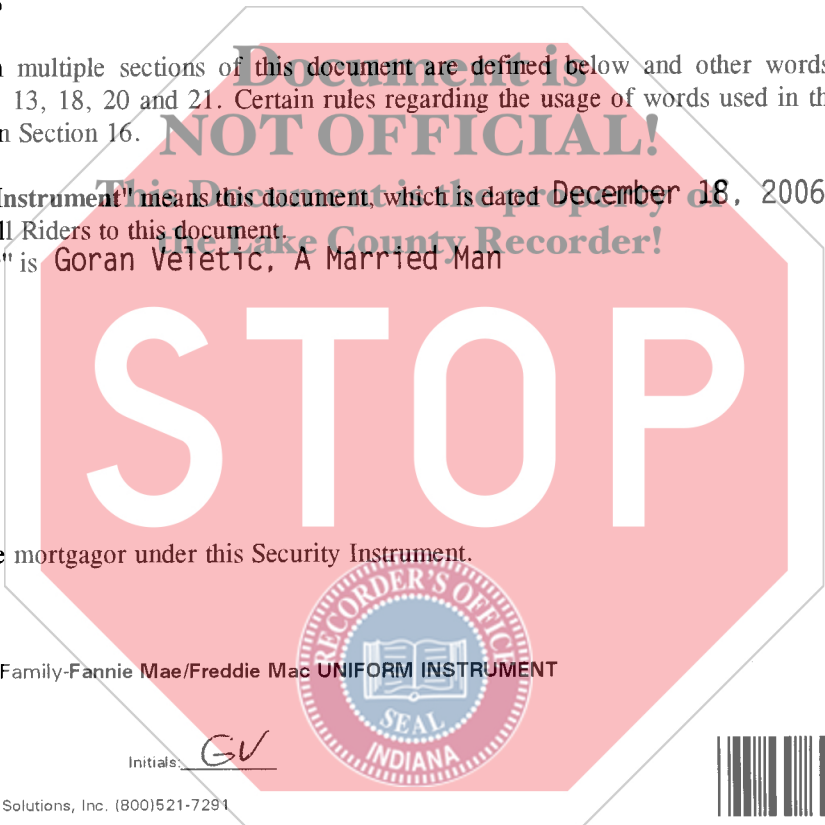 multiple sections of this document are defined below and other words
13, 18, 20 and 21. Certain rules regarding the usage of words used in
n Section 16.
Document is
NOT OFFICIAL!
This Document is the property of
the Lake County Recorder!
Instrument" means this document, which is dated December 18, 2006
ll Riders to this document.
" is Goran Veletic, A Married Man
STOP
e mortgagor under this Security Instrument.
RECORDER'S OFFICE
SEAL
INDIANA
Family-Fannie Mae/Freddie Mac UNIFORM INSTRUMENT
Initials: GV
Solutions, Inc. (800)521-7291